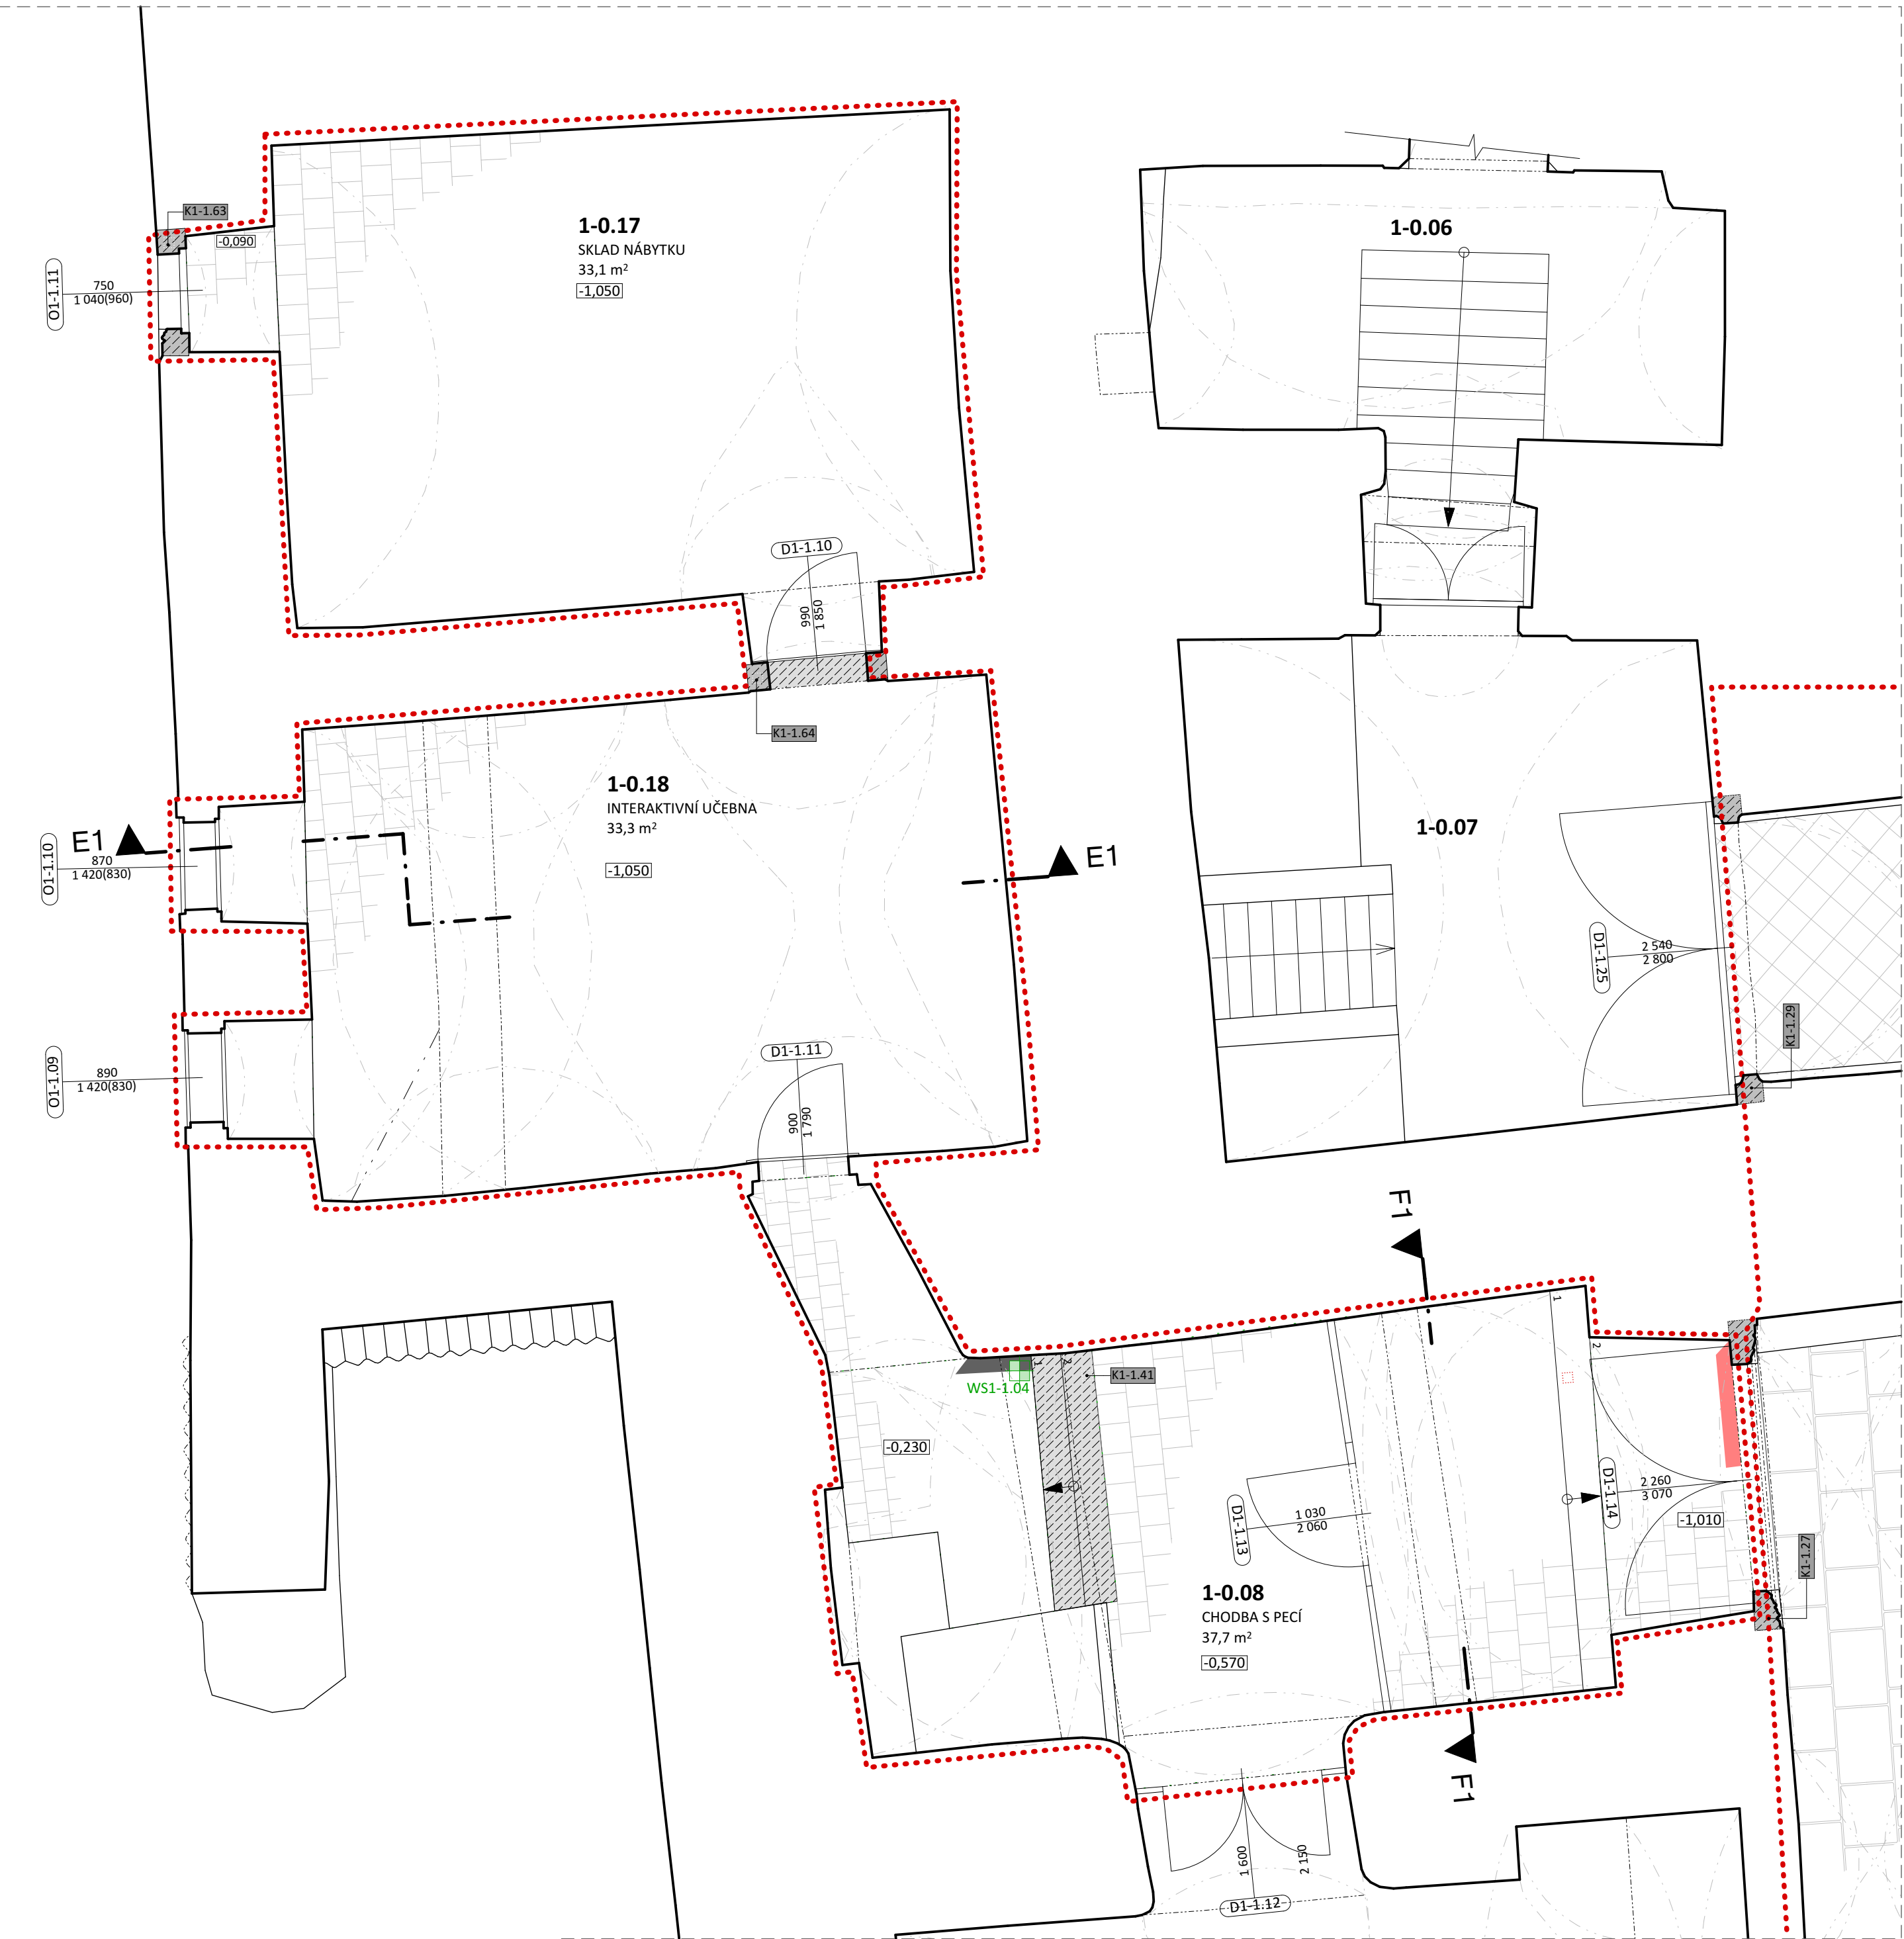 1-0.17
SKLAD NÁBYTKU
33,1 m²
-1,050
K1-1.63
-0,090
O1-1.11
750
1 040(960)
1-0.06
D1-1.10
990
1 850
K1-1.64
1-0.18
INTERAKTIVNÍ UČEBNA
33,3 m²
-1,050
E1
E1
O1-1.10
870
1 420(830)
1-0.07
D1-1.25
2 540
2 800
K1-1.29
O1-1.09
890
1 420(830)
D1-1.11
900
1 790
F1
1
2
WS1-1.04
1
2
K1-1.41
-0,230
D1-1.13
1 030
2 060
D1-1.14
2 260
3 070
-1,010
K1-1.27
1-0.08
CHODBA S PECÍ
37,7 m²
-0,570
F1
1 600
2 150
D1-1.12